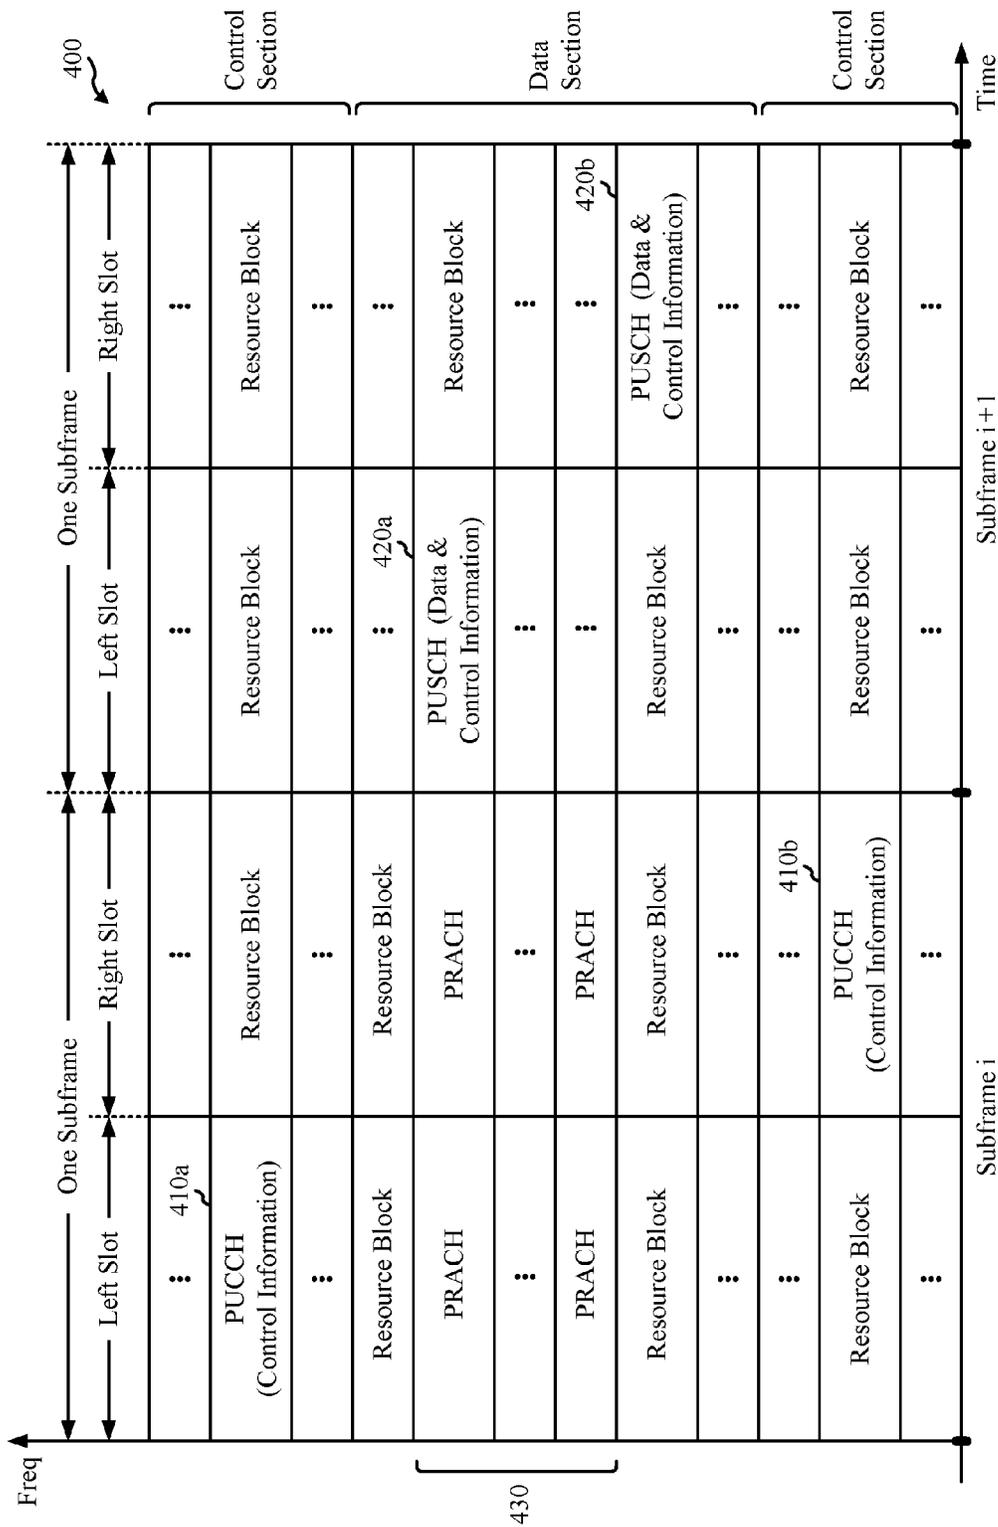 Freq
One Subframe
One Subframe
400
Left Slot
Right Slot
Left Slot
Right Slot
410a
PUCCH
(Control Information)
Resource Block
Resource Block
Resource Block
Control
Section
Resource Block
Resource Block
420a
PRACH
PRACH
PUSCH (Data &
Control Information)
Resource Block
430
Data
Section
PRACH
PRACH
420b
Resource Block
Resource Block
Resource Block
PUSCH (Data &
Control Information)
410b
Resource Block
PUCCH
(Control Information)
Resource Block
Resource Block
Control
Section
Subframe i
Subframe i+1
Time